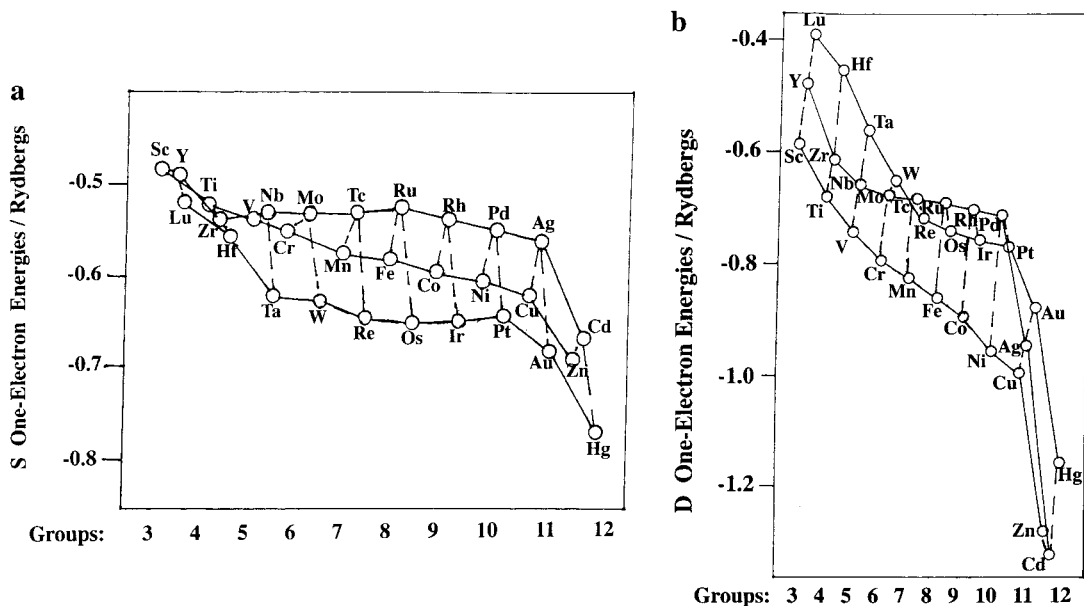 a
S One-Electron Energies / Rydbergs
-0.5
-0.6
-0.7
-0.8
Sc Y
Ti
Lu
Zr
Hf
V
Nb
Cr
Mo
Tc
Ru
Rh
Pd
Ag
Mn
Fe
Co
Ni
Cu
Ta
W
Re
Os
Ir
Pt
Au
Zn
Cd
Hg
Groups: 3 4 5 6 7 8 9 10 11 12
b
D One-Electron Energies / Rydbergs
-0.4
-0.6
-0.8
-1.0
-1.2
Lu
Y
Hf
Ta
Sc
Zr
W
Nb
Ti
Mo
Tc
Ru
Rh
Pd
Re
Os
Ir
Pt
V
Cr
Mn
Fe
Co
Au
Ni
Ag
Cu
Hg
Zn
Cd
Groups: 3 4 5 6 7 8 9 10 11 12